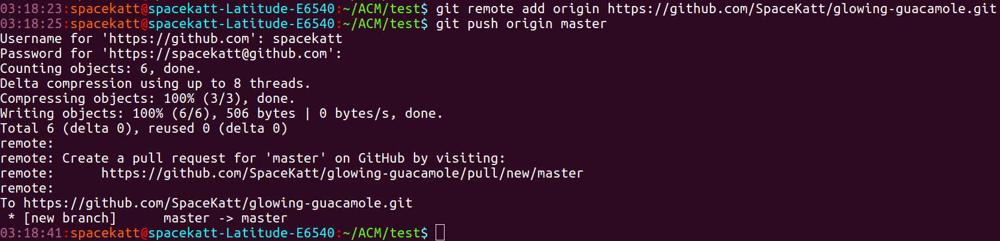 03:18:23:spacekatt@spacekatt-Latitude-E6540:~/ACM/test$ git remote add origin https://github.com/SpaceKatt/glowing-guacamole.git
03:18:25:spacekatt@spacekatt-Latitude-E6540:~/ACM/test$ git push origin master
Username for 'https://github.com': spacekatt
Password for 'https://spacekatt@github.com':
Counting objects: 6, done.
Delta compression using up to 8 threads.
Compressing objects: 100% (3/3), done.
Writing objects: 100% (6/6), 506 bytes | 0 bytes/s, done.
Total 6 (delta 0), reused 0 (delta 0)
remote:
remote: Create a pull request for 'master' on GitHub by visiting:
remote:      https://github.com/SpaceKatt/glowing-guacamole/pull/new/master
remote:
To https://github.com/SpaceKatt/glowing-guacamole.git
 * [new branch]      master -> master
03:18:41:spacekatt@spacekatt-Latitude-E6540:~/ACM/test$